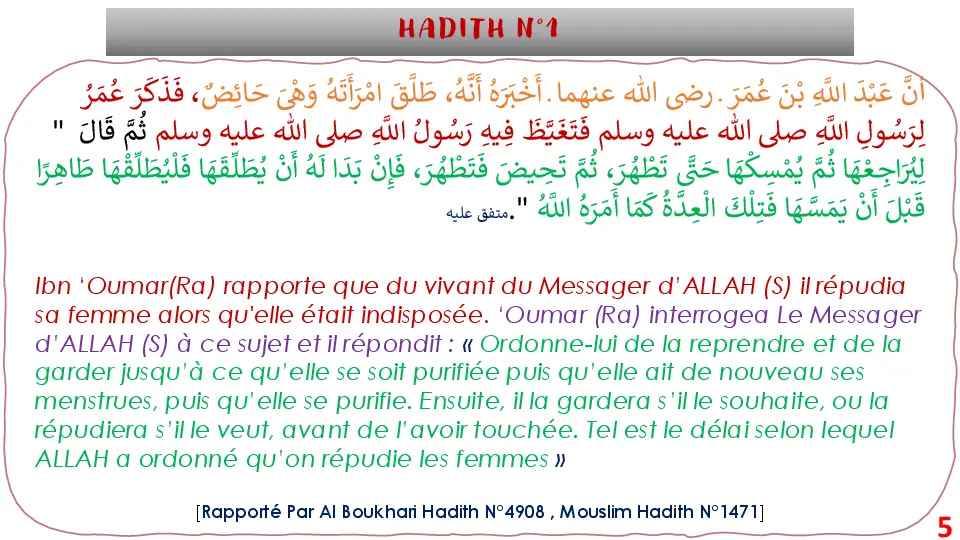 HADITH N°1
أَنَّ عَبْدَ اللَّهِ بْنَ عُمَرَ . رضى الله عنهما . أَخْبَرَهُ أَنَّهُ، طَلَّقَ امْرَأَتَهُ وَهْىَ حَائِضٌ، فَذَكَرَ عُمَرُ
لِرَسُولِ اللَّهِ صلى الله عليه وسلم فَتَغَيَّظَ فِيهِ رَسُولُ اللَّهِ صلى الله عليه وسلم ثُمَّ قَالَ "
لِيُرَاجِعْهَا ثُمَّ يُمْسِكْهَا حَتَّى تَطْهُرَ، ثُمَّ تَحِيضَ فَتَطْهُرَ، فَإِنْ بَدَا لَهُ أَنْ يُطَلِّقَهَا فَلْيُطَلِّقْهَا طَاهِرًا
قَبْلَ أَنْ يَمَسَّهَا فَتِلْكَ الْعِدَّةُ كَمَا أَمَرَهُ اللَّهُ ".متفق عليه
Ibn ‘Oumar(Ra) rapporte que du vivant du Messager d’ALLAH (S) il répudia
sa femme alors qu'elle était indisposée. ‘Oumar (Ra) interrogea Le Messager
d’ALLAH (S) à ce sujet et il répondit : « Ordonne-lui de la reprendre et de la
garder jusqu’à ce qu’elle se soit purifiée puis qu’elle ait de nouveau ses
menstrues, puis qu’elle se purifie. Ensuite, il la gardera s’il le souhaite, ou la
répudiera s’il le veut, avant de l’avoir touchée. Tel est le délai selon lequel
ALLAH a ordonné qu’on répudie les femmes »
[Rapporté Par Al Boukhari Hadith N°4908 , Mouslim Hadith N°1471]
5